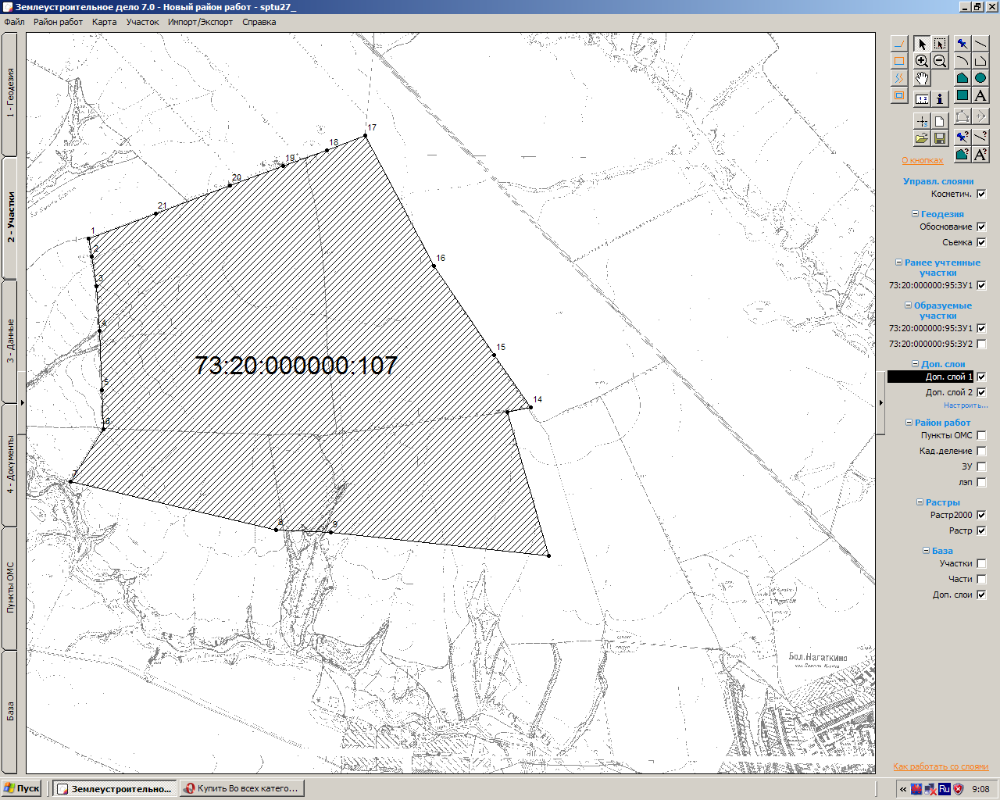 Землеустроительное дело 7.0 - Новый район работ - sptu27_
Файл Район работ Карта Участок Импорт/Экспорт Справка
1 - Геодезия
2 - Участки
3 - Данные
4 - Документы
Пункты ОМС
База
17
18
19
20
21
1
2
3
4
5
6
7
8
9
16
15
14
73:20:000000:107
Бол.Нагаткино
О кнопках
Управл. слоями
Косметич.
Геодезия
Обоснование
Съемка
Ранее учтенные
участки
73:20:000000:95:ЗУ1
Образуемые
участки
73:20:000000:95:ЗУ1
73:20:000000:95:ЗУ2
Доп. слои
Доп. слой 1
Доп. слой 2
Настроить...
Район работ
Пункты ОМС
Кад.деление
ЗУ
лэп
Растры
Растр2000
Растр
База
Участки
Части
Доп. слои
Как работать со слоями
Пуск
Землеустроительно...
Купить Во всех катего...
Ru
9:08